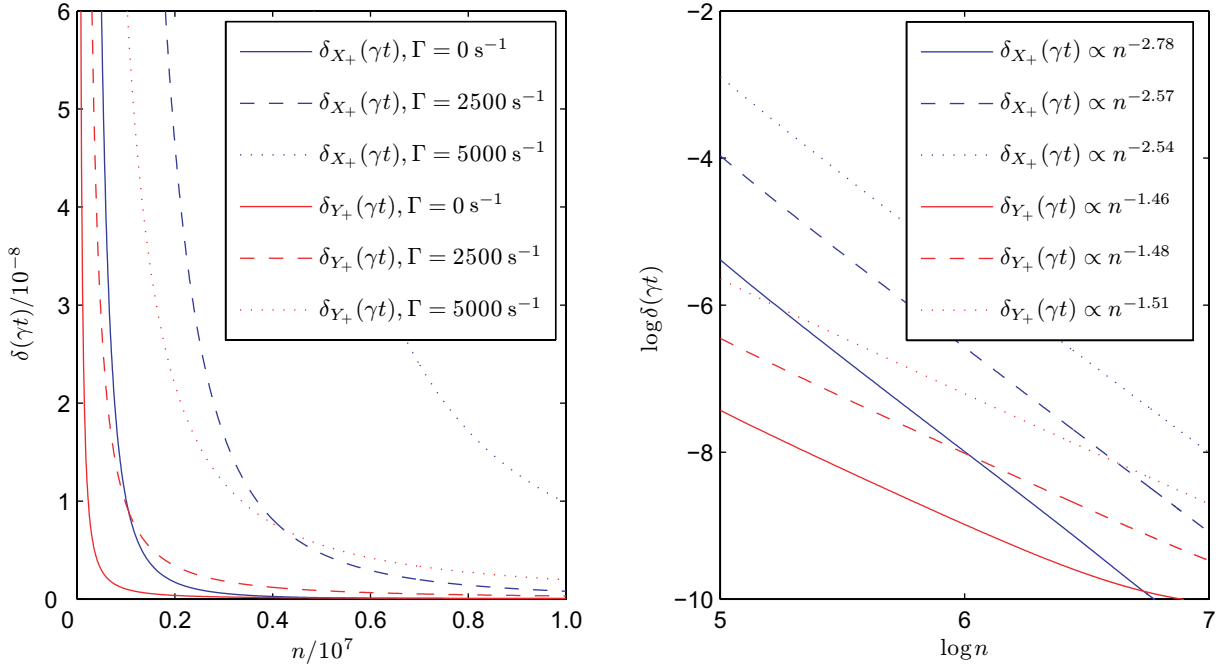 6
5
4
3
2
1
0
0
0.2
0.4
0.6
0.8
1.0
δ(γt)/10⁻⁸
n/10⁷
δ_{X₊}(γt), Γ = 0 s⁻¹
δ_{X₊}(γt), Γ = 2500 s⁻¹
δ_{X₊}(γt), Γ = 5000 s⁻¹
δ_{Y₊}(γt), Γ = 0 s⁻¹
δ_{Y₊}(γt), Γ = 2500 s⁻¹
δ_{Y₊}(γt), Γ = 5000 s⁻¹
−2
−4
−6
−8
−10
5
6
7
log δ(γt)
log n
δ_{X₊}(γt) ∝ n^{−2.78}
δ_{X₊}(γt) ∝ n^{−2.57}
δ_{X₊}(γt) ∝ n^{−2.54}
δ_{Y₊}(γt) ∝ n^{−1.46}
δ_{Y₊}(γt) ∝ n^{−1.48}
δ_{Y₊}(γt) ∝ n^{−1.51}